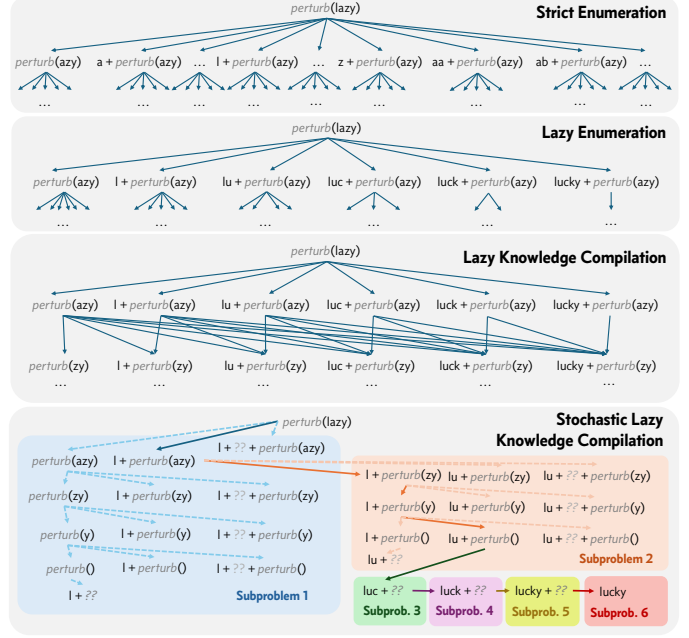 perturb(lazy)
Strict Enumeration
perturb(azy) a + perturb(azy) ... l + perturb(azy) ... z + perturb(azy) aa + perturb(azy) ab + perturb(azy) ...
... ... ... ... ... ... ... ... ...
perturb(lazy)
Lazy Enumeration
perturb(azy) l + perturb(azy) lu + perturb(azy) luc + perturb(azy) luck + perturb(azy) lucky + perturb(azy)
... ... ... ... ... ...
perturb(lazy)
Lazy Knowledge Compilation
perturb(azy) l + perturb(azy) lu + perturb(azy) luc + perturb(azy) luck + perturb(azy) lucky + perturb(azy)
perturb(zy) l + perturb(zy) lu + perturb(zy) luc + perturb(zy) luck + perturb(zy) lucky + perturb(zy)
... ... ... ... ... ...
perturb(lazy)
Stochastic Lazy
Knowledge Compilation
l + ?? + perturb(azy)
perturb(azy) l + perturb(azy)
perturb(zy) l + perturb(zy) l + ?? + perturb(zy)
perturb(y) l + perturb(y) l + ?? + perturb(y)
perturb() l + perturb() l + ?? + perturb()
l + ??
Subproblem 1
l + perturb(zy) lu + perturb(zy) lu + ?? + perturb(zy)
l + perturb(y) lu + perturb(y) lu + ?? + perturb(y)
l + perturb() lu + perturb() lu + ?? + perturb()
lu + ??
Subproblem 2
luc + ?? luck + ?? lucky + ?? lucky
Subprob. 3 Subprob. 4 Subprob. 5 Subprob. 6